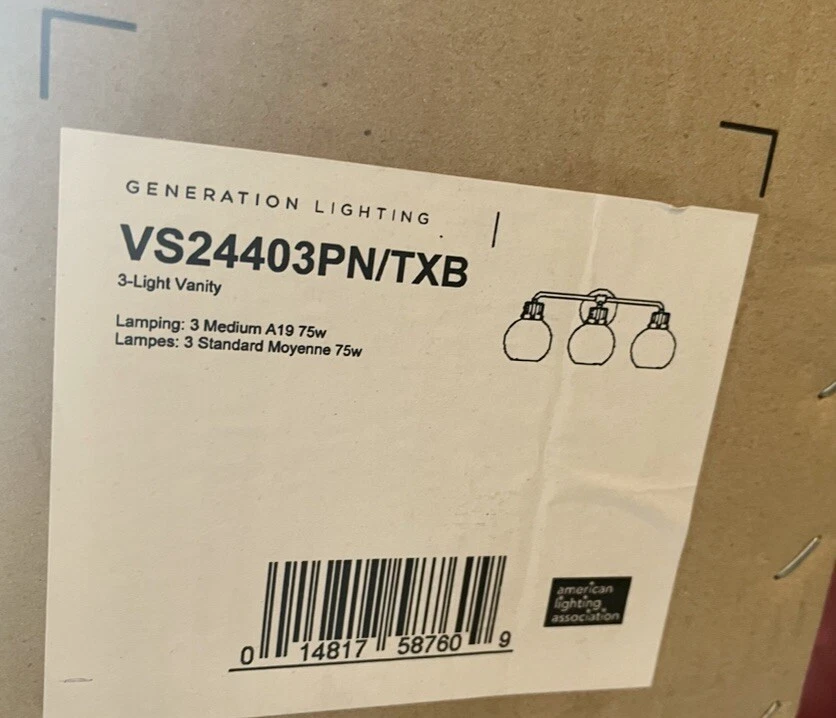 GENERATION LIGHTING
VS24403PN/TXB
3-Light Vanity
Lamping: 3 Medium A19 75w
Lampes: 3 Standard Moyenne 75w
0 14817 58760 9
american
lighting
association